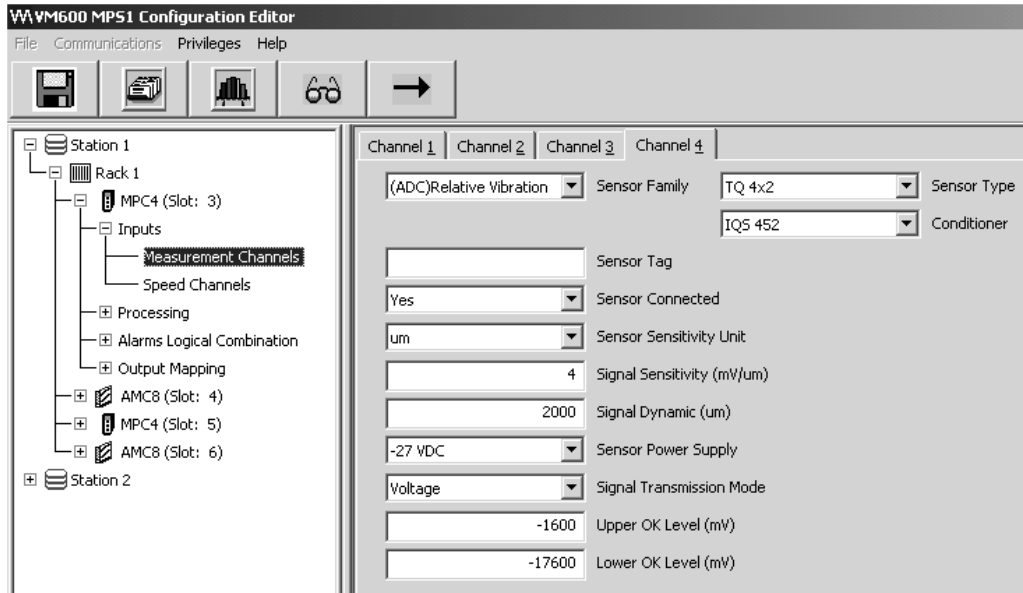 VM600 MPS1 Configuration Editor
File Communications Privileges Help
Station 1
Rack 1
MPC4 (Slot: 3)
Inputs
Measurement Channels
Speed Channels
Processing
Alarms Logical Combination
Output Mapping
AMC8 (Slot: 4)
MPC4 (Slot: 5)
AMC8 (Slot: 6)
Station 2
Channel 1 Channel 2 Channel 3 Channel 4
(ADC)Relative Vibration Sensor Family TQ 4x2 Sensor Type
IQS 452 Conditioner
Sensor Tag
Yes Sensor Connected
um Sensor Sensitivity Unit
4 Signal Sensitivity (mV/um)
2000 Signal Dynamic (um)
-27 VDC Sensor Power Supply
Voltage Signal Transmission Mode
-1600 Upper OK Level (mV)
-17600 Lower OK Level (mV)